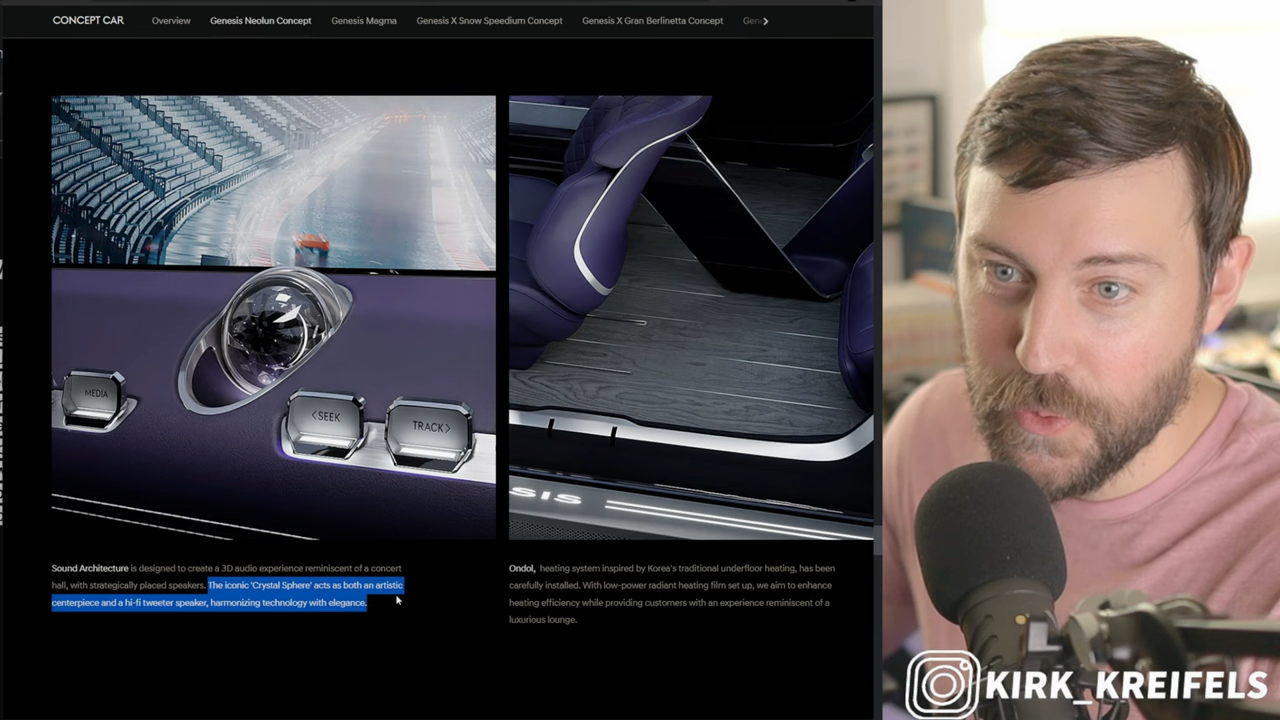 CONCEPT CAR Overview Genesis Neolun Concept Genesis Magma Genesis X Snow Speedium Concept Genesis X Gran Berlinetta Concept
MEDIA
<SEEK
TRACK>
SIS
Sound Architecture is designed to create a 3D audio experience reminiscent of a concert
hall, with strategically placed speakers. The iconic 'Crystal Sphere' acts as both an artistic
centerpiece and a hi-fi tweeter speaker, harmonizing technology with elegance.
Ondol, heating system inspired by Korea's traditional underfloor heating, has been
carefully installed. With low-power radiant heating film set up, we aim to enhance
heating efficiency while providing customers with an experience reminiscent of a
luxurious lounge.
KIRK_KREIFELS